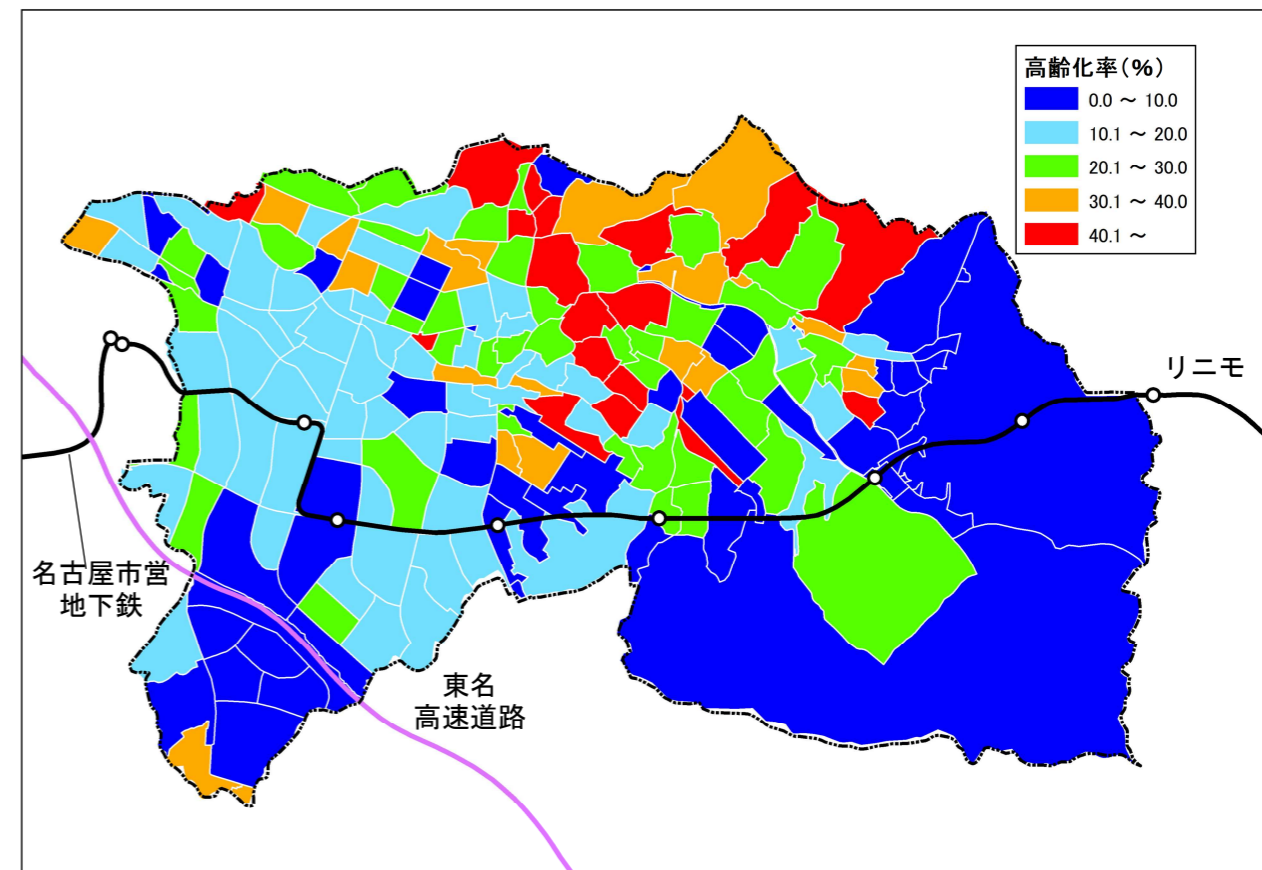 高齢化率(%)
0.0 ～ 10.0
10.1 ～ 20.0
20.1 ～ 30.0
30.1 ～ 40.0
40.1 ～
リニモ
名古屋市営
地下鉄
東名
高速道路